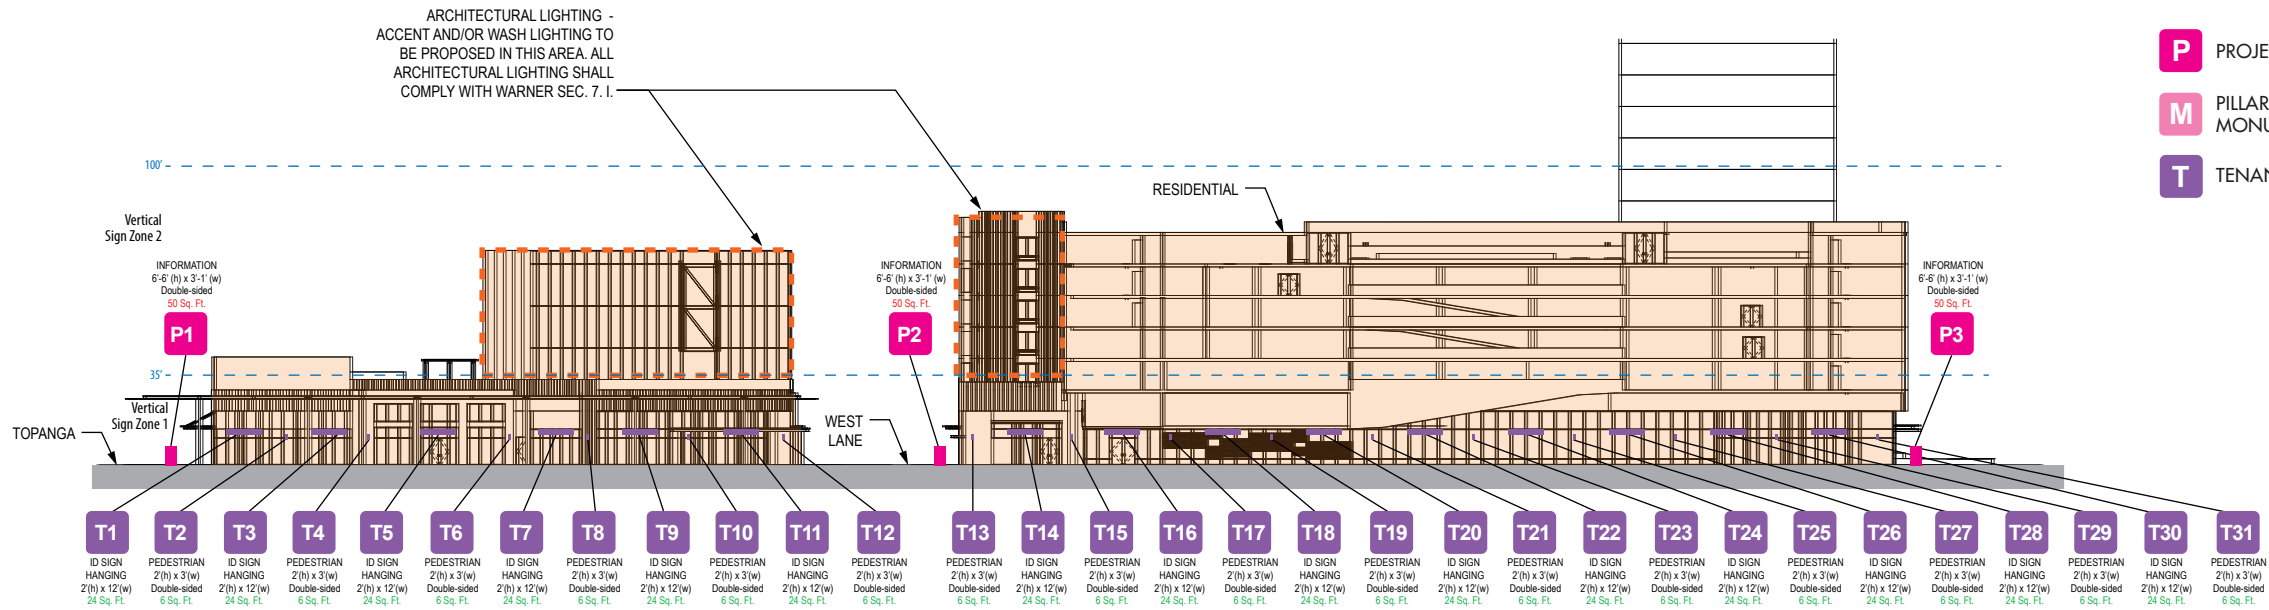 ARCHITECTURAL LIGHTING -
ACCENT AND/OR WASH LIGHTING TO
BE PROPOSED IN THIS AREA. ALL
ARCHITECTURAL LIGHTING SHALL
COMPLY WITH WARNER SEC. 7. I.
P PROJE
M PILLAR
MONU
T TENAN
100'
RESIDENTIAL
Vertical
Sign Zone 2
INFORMATION
6'-6' (h) x 3'-1' (w)
Double-sided
50 Sq. Ft.
P1
INFORMATION
6'-6' (h) x 3'-1' (w)
Double-sided
50 Sq. Ft.
P2
INFORMATION
6'-6' (h) x 3'-1' (w)
Double-sided
50 Sq. Ft.
P3
35'
Vertical
Sign Zone 1
TOPANGA
WEST
LANE
T1
ID SIGN
HANGING
2'(h) x 12'(w)
24 Sq. Ft.
T2
PEDESTRIAN
2'(h) x 3'(w)
Double-sided
6 Sq. Ft.
T3
ID SIGN
HANGING
2'(h) x 12'(w)
24 Sq. Ft.
T4
PEDESTRIAN
2'(h) x 3'(w)
Double-sided
6 Sq. Ft.
T5
ID SIGN
HANGING
2'(h) x 12'(w)
24 Sq. Ft.
T6
PEDESTRIAN
2'(h) x 3'(w)
Double-sided
6 Sq. Ft.
T7
ID SIGN
HANGING
2'(h) x 12'(w)
24 Sq. Ft.
T8
PEDESTRIAN
2'(h) x 3'(w)
Double-sided
6 Sq. Ft.
T9
ID SIGN
HANGING
2'(h) x 12'(w)
24 Sq. Ft.
T10
PEDESTRIAN
2'(h) x 3'(w)
Double-sided
6 Sq. Ft.
T11
ID SIGN
HANGING
2'(h) x 12'(w)
24 Sq. Ft.
T12
PEDESTRIAN
2'(h) x 3'(w)
Double-sided
6 Sq. Ft.
T13
PEDESTRIAN
2'(h) x 3'(w)
Double-sided
6 Sq. Ft.
T14
ID SIGN
HANGING
2'(h) x 12'(w)
24 Sq. Ft.
T15
PEDESTRIAN
2'(h) x 3'(w)
Double-sided
6 Sq. Ft.
T16
ID SIGN
HANGING
2'(h) x 12'(w)
24 Sq. Ft.
T17
PEDESTRIAN
2'(h) x 3'(w)
Double-sided
6 Sq. Ft.
T18
ID SIGN
HANGING
2'(h) x 12'(w)
24 Sq. Ft.
T19
PEDESTRIAN
2'(h) x 3'(w)
Double-sided
6 Sq. Ft.
T20
ID SIGN
HANGING
2'(h) x 12'(w)
24 Sq. Ft.
T21
PEDESTRIAN
2'(h) x 3'(w)
Double-sided
6 Sq. Ft.
T22
ID SIGN
HANGING
2'(h) x 12'(w)
24 Sq. Ft.
T23
PEDESTRIAN
2'(h) x 3'(w)
Double-sided
6 Sq. Ft.
T24
ID SIGN
HANGING
2'(h) x 12'(w)
24 Sq. Ft.
T25
PEDESTRIAN
2'(h) x 3'(w)
Double-sided
6 Sq. Ft.
T26
ID SIGN
HANGING
2'(h) x 12'(w)
24 Sq. Ft.
T27
PEDESTRIAN
2'(h) x 3'(w)
Double-sided
6 Sq. Ft.
T28
ID SIGN
HANGING
2'(h) x 12'(w)
24 Sq. Ft.
T29
PEDESTRIAN
2'(h) x 3'(w)
Double-sided
6 Sq. Ft.
T30
ID SIGN
HANGING
2'(h) x 12'(w)
24 Sq. Ft.
T31
PEDESTRIAN
2'(h) x 3'(w)
Double-sided
6 Sq. Ft.